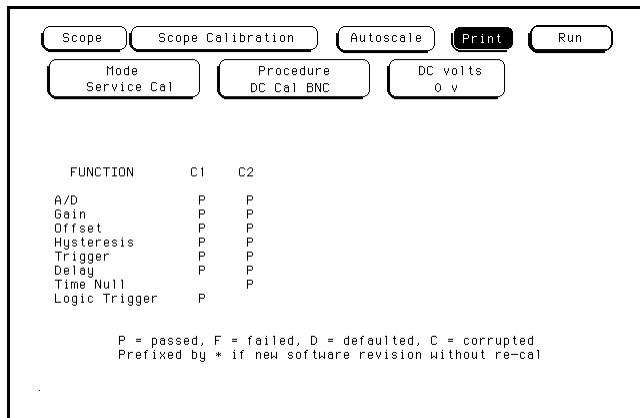 Scope Scope Calibration Autoscale Print Run
Mode Procedure DC volts
Service Cal DC Cal BNC 0 v
FUNCTION C1 C2
A/D P P
Gain P P
Offset P P
Hysteresis P P
Trigger P P
Delay P P
Time Null P
Logic Trigger P
P = passed, F = failed, D = defaulted, C = corrupted
Prefixed by * if new software revision without re-cal